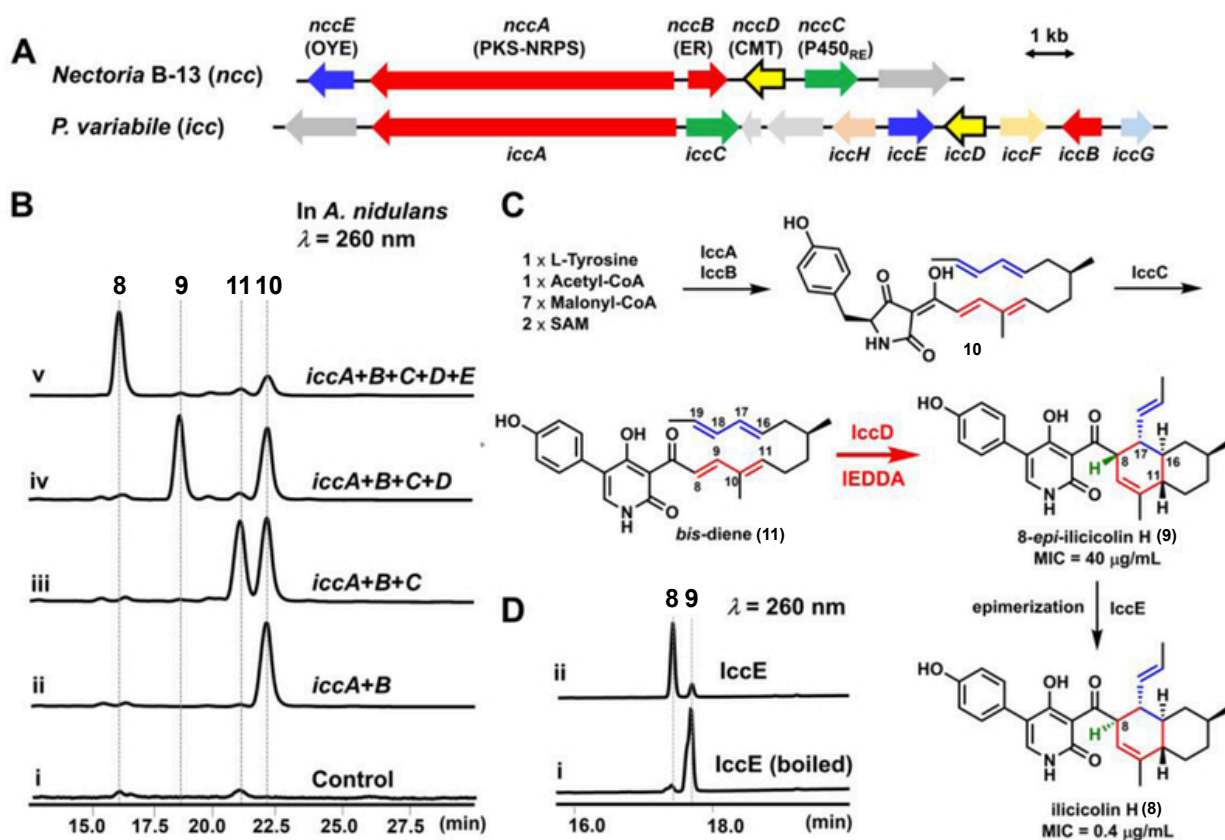 A
nccE
(OYE)
nccA
(PKS-NRPS)
nccB
(ER)
nccD
(CMT)
nccC
(P450RE)
1 kb
Nectoria B-13 (ncc)
P. variabile (icc)
iccA
iccC
iccH
iccE
iccD
iccF
iccB
iccG
B
In A. nidulans
λ = 260 nm
8
9
11
10
v
iccA+B+C+D+E
iv
iccA+B+C+D
iii
iccA+B+C
ii
iccA+B
i
Control
15.0
17.5
20.0
22.5
27.5
(min)
C
1 x L-Tyrosine
1 x Acetyl-CoA
7 x Malonyl-CoA
2 x SAM
IccA
IccB
HO
OH
O
O
HN
10
IccC
HO
OH
O
N
H
O
19
18
17
16
9
8
10
11
bis-diene (11)
IccD
IEDDA
HO
OH
O
N
H
O
H
8
17
H
16
11
H
8-epi-ilicicolin H (9)
MIC = 40 μg/mL
epimerization
IccE
HO
OH
O
N
H
O
H
8
H
H
ilicicolin H (8)
MIC = 0.4 μg/mL
D
8
9
λ = 260 nm
ii
IccE
i
IccE (boiled)
16.0
18.0
(min)